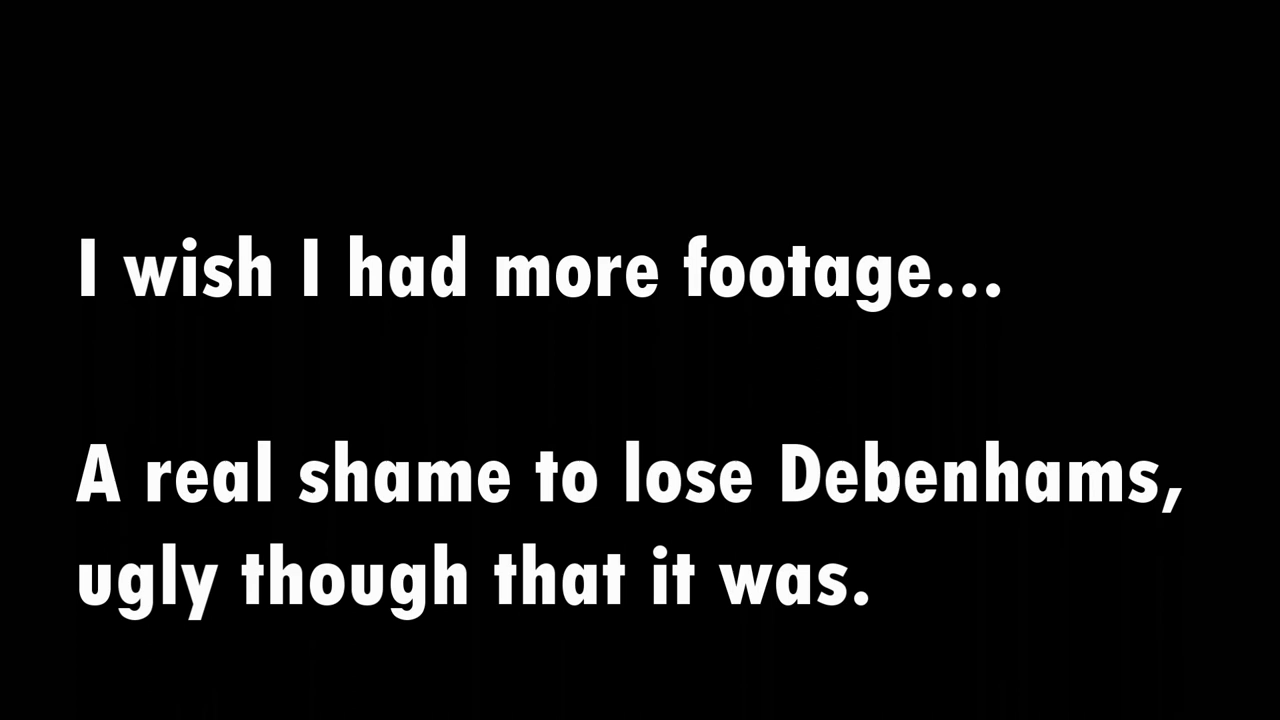 I wish I had more footage...
A real shame to lose Debenhams,
ugly though that it was.